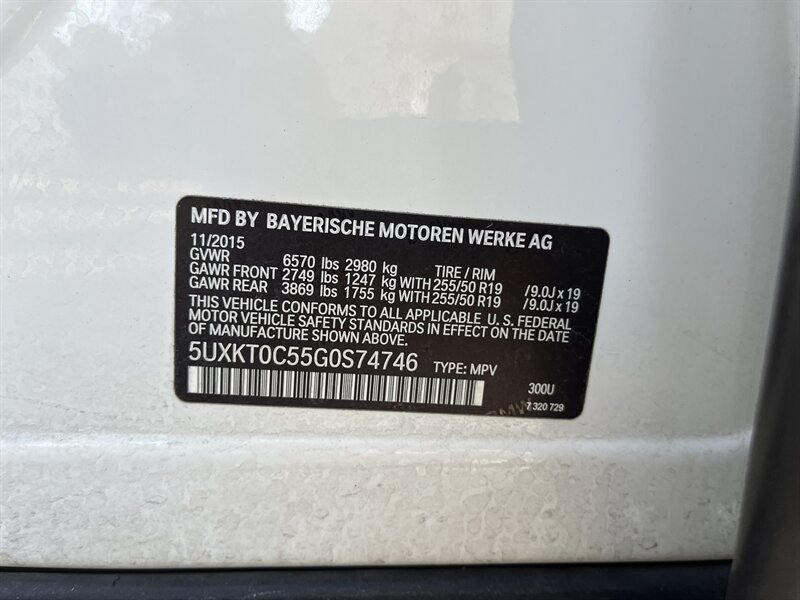 MFD BY BAYERISCHE MOTOREN WERKE AG
11/2015
GVWR 6570 lbs 2980 kg TIRE / RIM
GAWR FRONT 2749 lbs 1247 kg WITH 255/50 R19 /9.0J x 19
GAWR REAR 3869 lbs 1755 kg WITH 255/50 R19 /9.0J x 19
THIS VEHICLE CONFORMS TO ALL APPLICABLE U.S. FEDERAL
MOTOR VEHICLE SAFETY STANDARDS IN EFFECT ON THE DATE
OF MANUFACTURE SHOWN ABOVE.
5UXKT0C55G0S74746 TYPE: MPV
300U
BMW
7 320 729